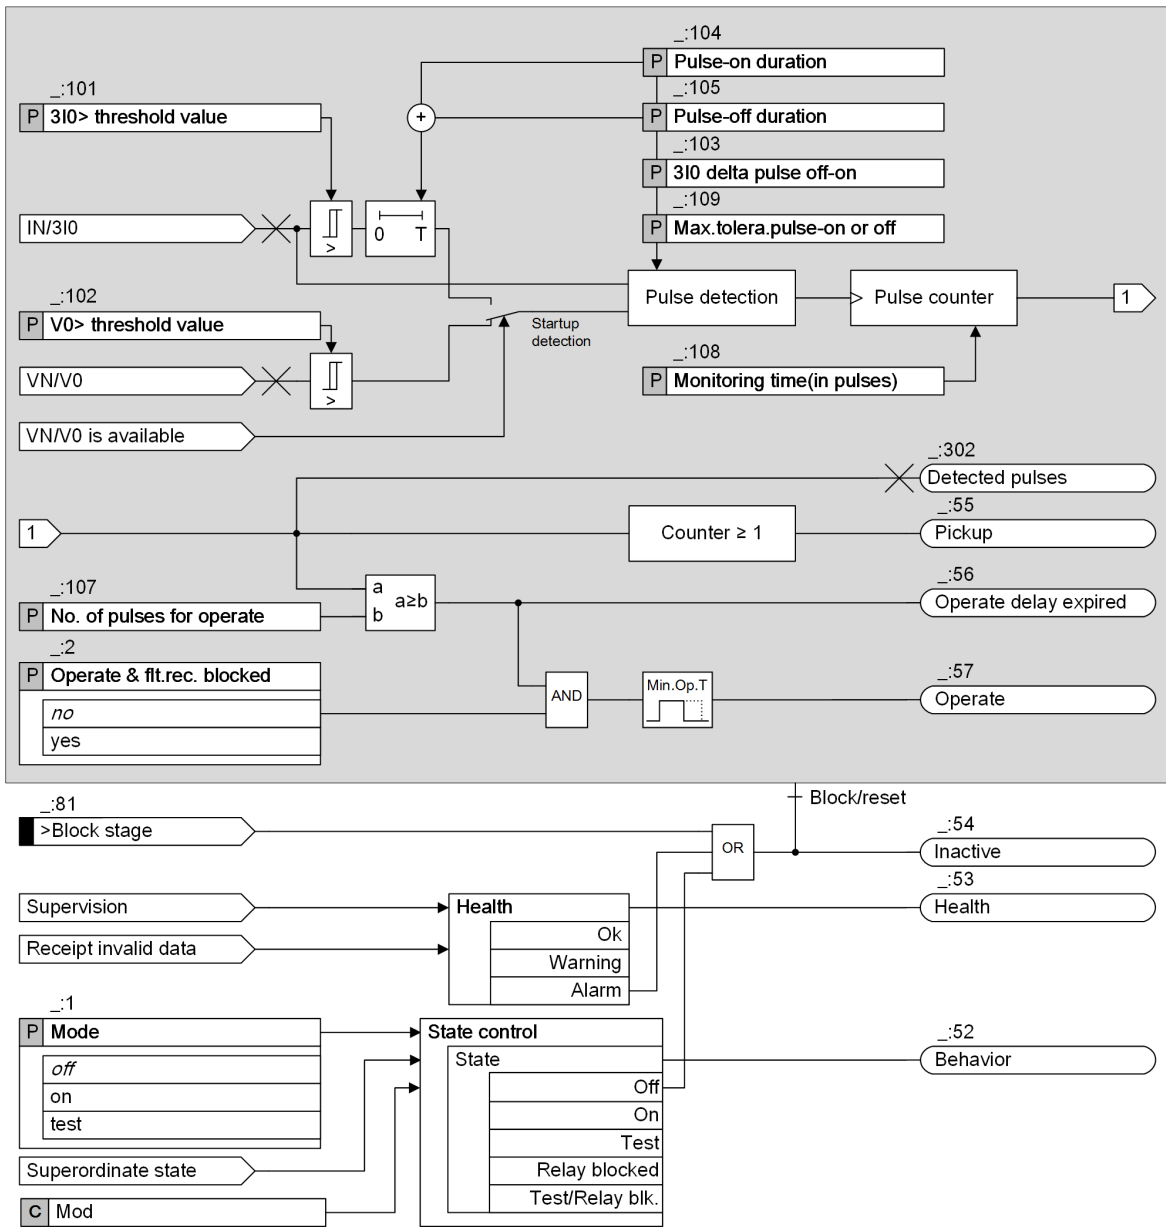 _:104
P Pulse-on duration
_:101
_:105
P 3I0> threshold value
+
P Pulse-off duration
_:103
P 3I0 delta pulse off-on
_:109
IN/3I0
>
0 T
P Max.tolera.pulse-on or off
_:102
Pulse detection
Pulse counter
1
P V0> threshold value
Startup
detection
_:108
VN/V0
>
P Monitoring time(in pulses)
VN/V0 is available
_:302
Detected pulses
_:55
1
Counter ≥ 1
Pickup
_:107
_:56
a
b
a≥b
P No. of pulses for operate
Operate delay expired
_:2
P Operate & flt.rec. blocked
no
yes
AND
Min.Op.T
_:57
Operate
Block/reset
_:81
>Block stage
OR
_:54
Inactive
_:53
Supervision
Health
Health
Ok
Receipt invalid data
Warning
Alarm
_:1
P Mode
off
on
test
State control
State
_:52
Behavior
Off
On
Test
Superordinate state
Relay blocked
C Mod
Test/Relay blk.